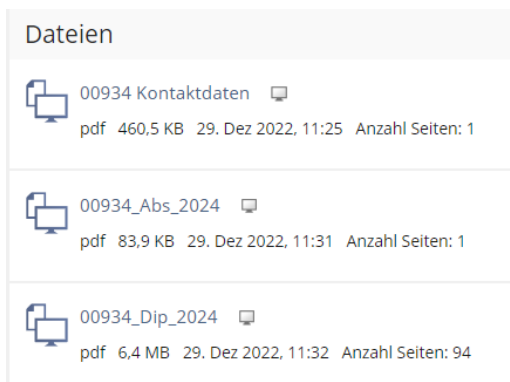 Dateien
00934 Kontaktdaten
pdf 460,5 KB 29. Dez 2022, 11:25 Anzahl Seiten: 1
00934_Abs_2024
pdf 83,9 KB 29. Dez 2022, 11:31 Anzahl Seiten: 1
00934_Dip_2024
pdf 6,4 MB 29. Dez 2022, 11:32 Anzahl Seiten: 94